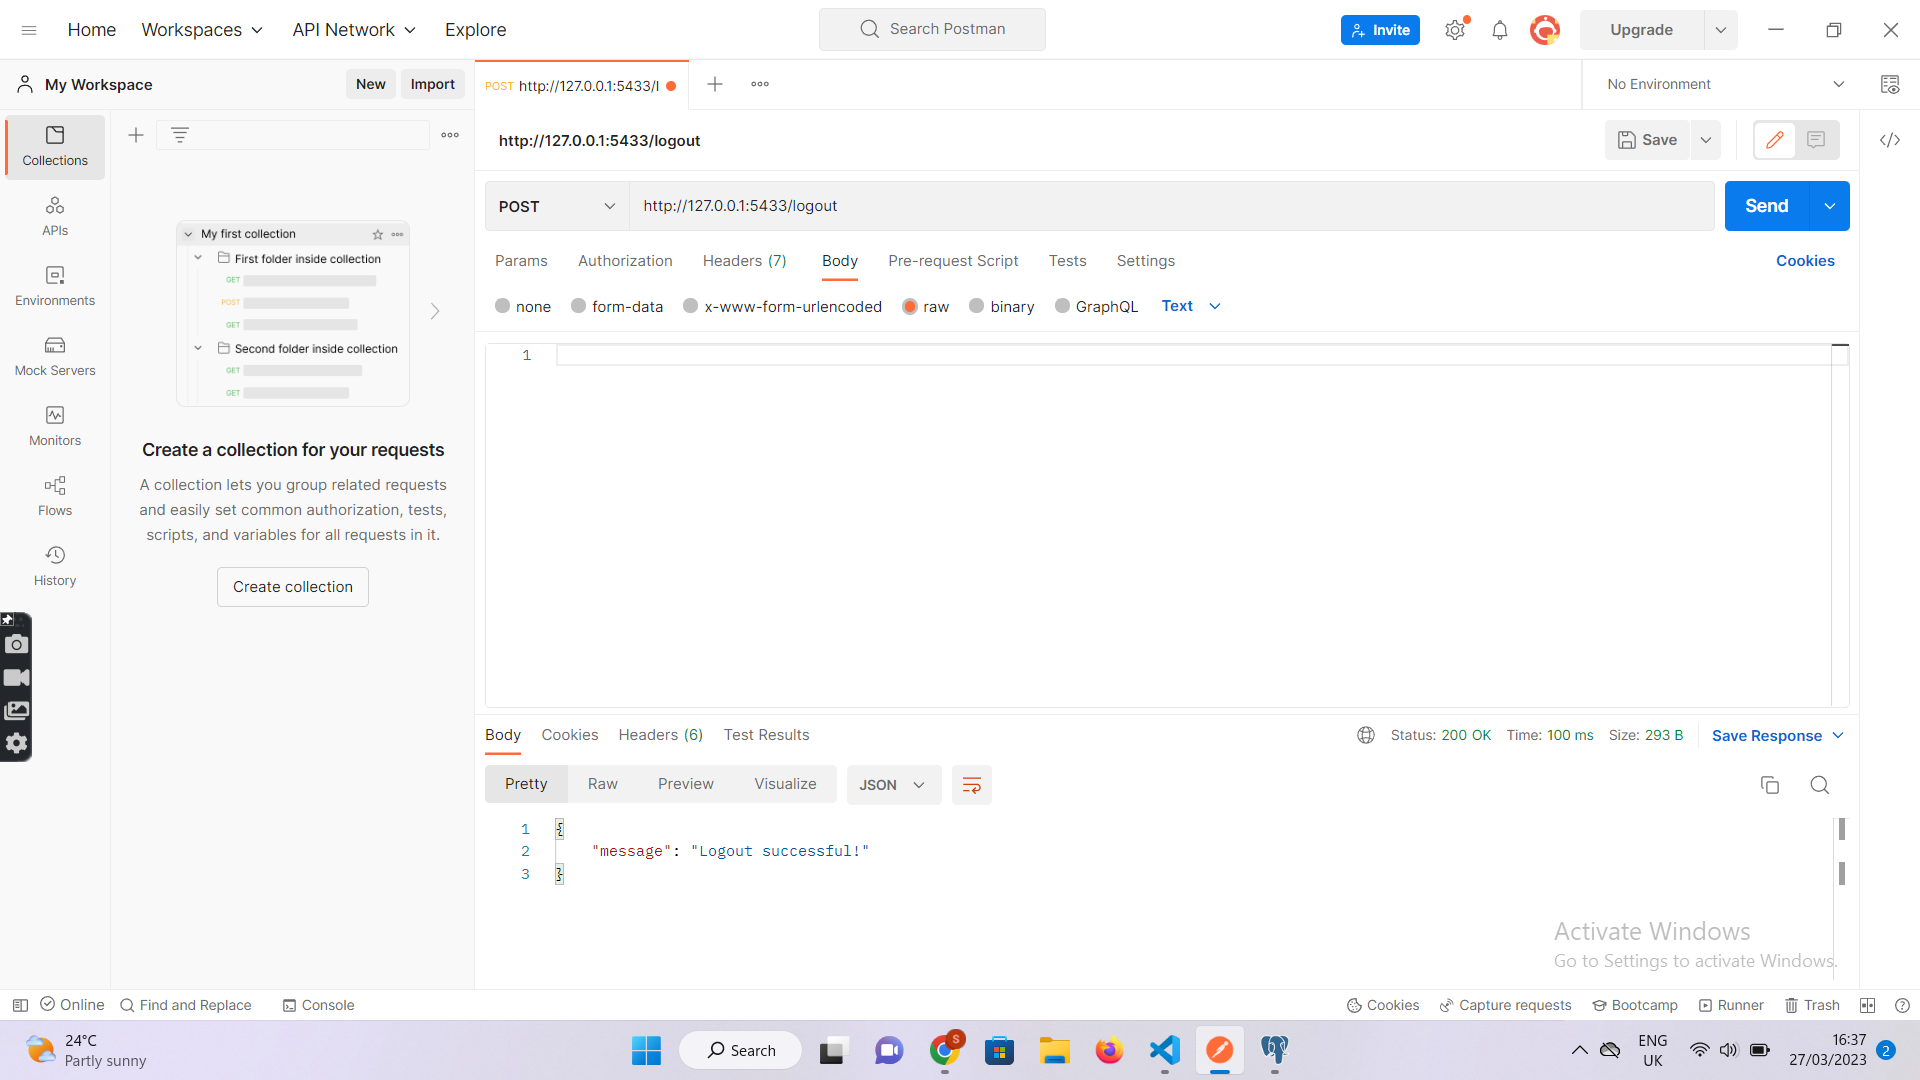 Home Workspaces API Network Explore Search Postman Invite Upgrade
My Workspace New Import POST http://127.0.0.1:5433/l No Environment
Collections
APIs
Environments
Mock Servers
Monitors
Flows
History
My first collection
First folder inside collection
GET
POST
GET
Second folder inside collection
GET
GET
Create a collection for your requests
A collection lets you group related requests
and easily set common authorization, tests,
scripts, and variables for all requests in it.
Create collection
http://127.0.0.1:5433/logout Save
POST http://127.0.0.1:5433/logout Send
Params Authorization Headers (7) Body Pre-request Script Tests Settings Cookies
none form-data x-www-form-urlencoded raw binary GraphQL Text
1
Body Cookies Headers (6) Test Results Status: 200 OK Time: 100 ms Size: 293 B Save Response
Pretty Raw Preview Visualize JSON
1 {
2 "message": "Logout successful!"
3 }
Activate Windows
Go to Settings to activate Windows.
Online Find and Replace Console Cookies Capture requests Bootcamp Runner Trash
24°C
Partly sunny
Search
S
ENG
UK
16:37
27/03/2023
2